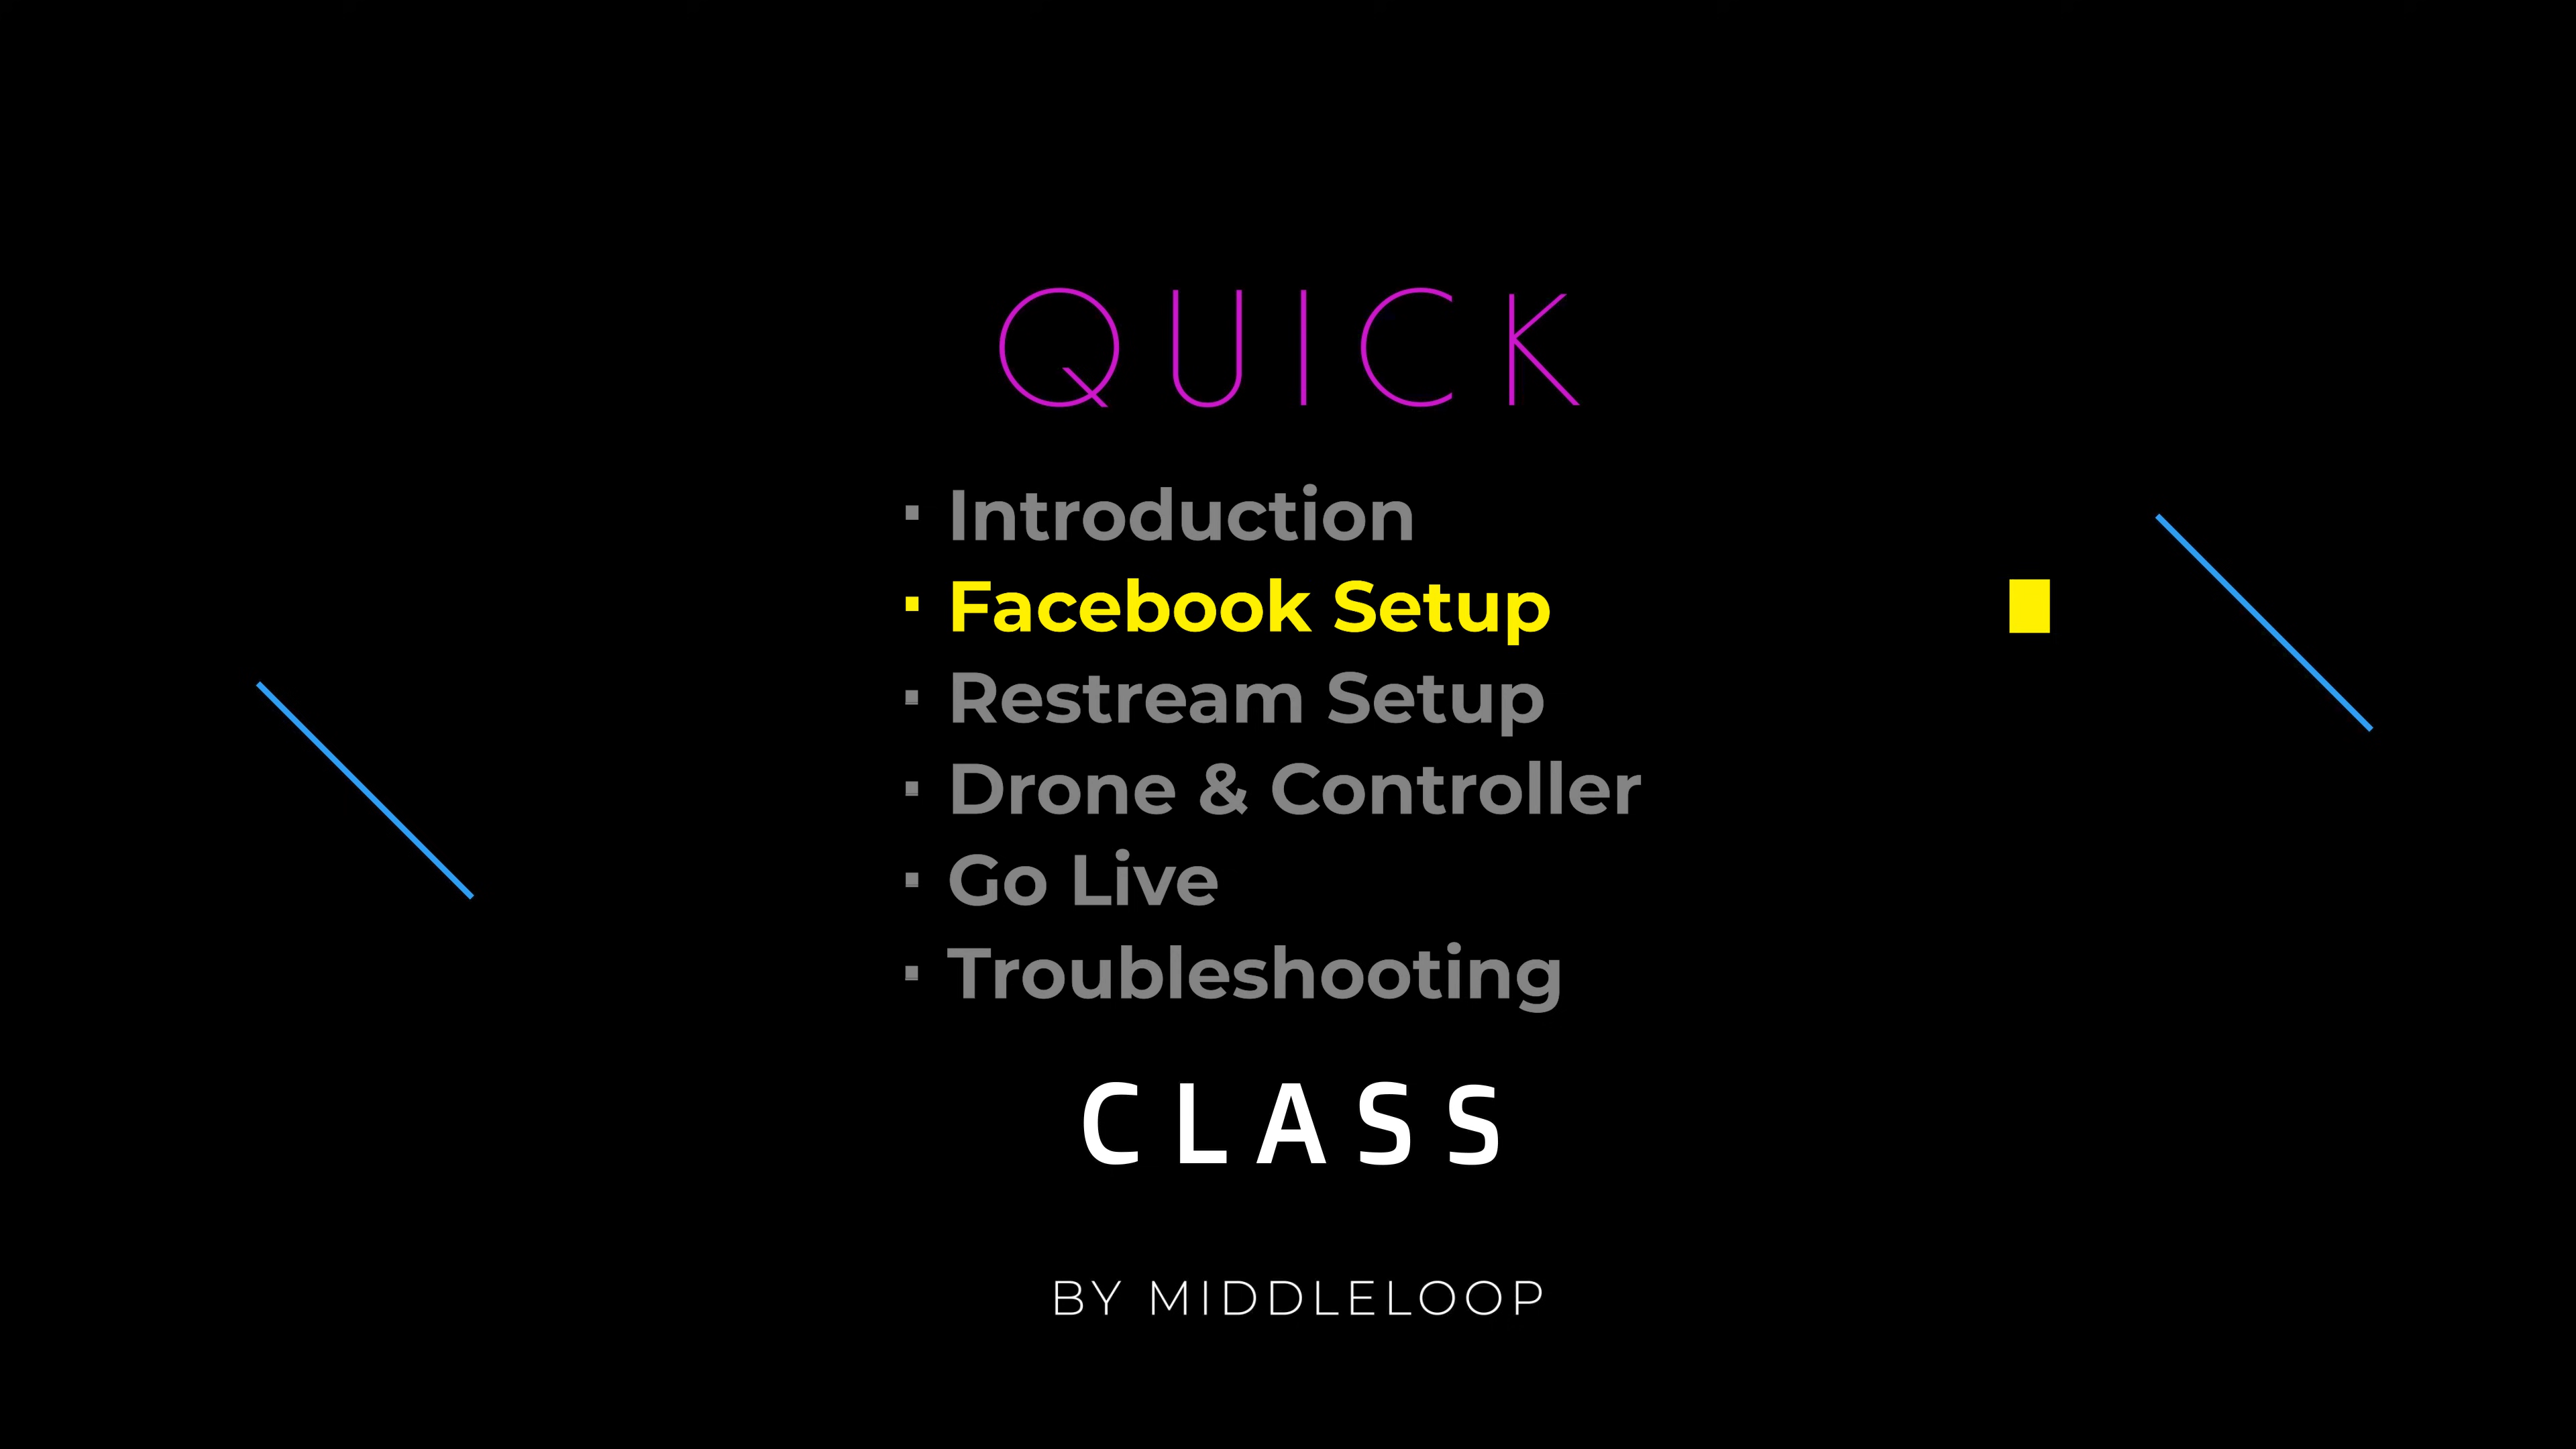 QUICK
▪ Introduction
▪ Facebook Setup
▪ Restream Setup
▪ Drone & Controller
▪ Go Live
▪ Troubleshooting
CLASS
BY MIDDLELOOP